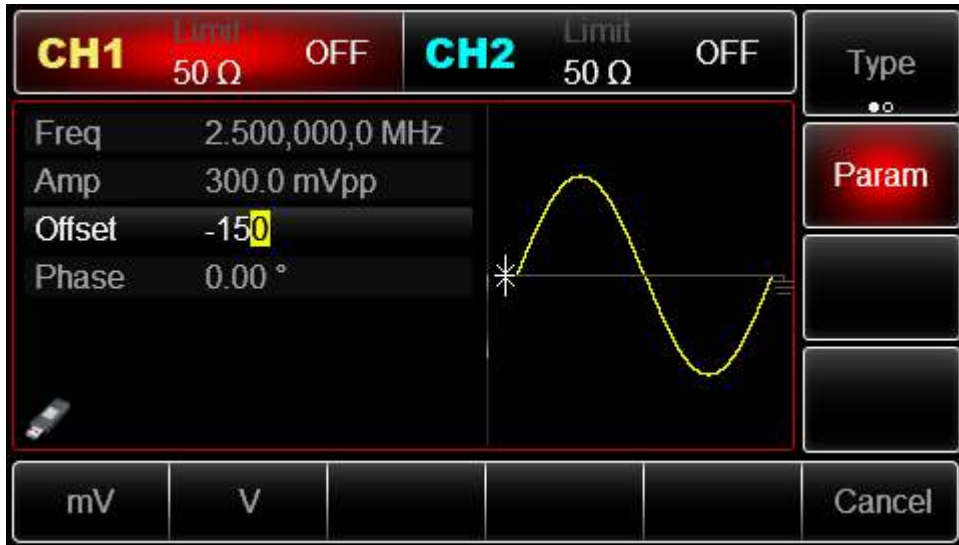 CH1 Limit 50 Ω OFF
CH2 Limit 50 Ω OFF
Type
Freq 2.500,000,0 MHz
Amp 300.0 mVpp
Offset -150
Phase 0.00 °
Param
mV V Cancel